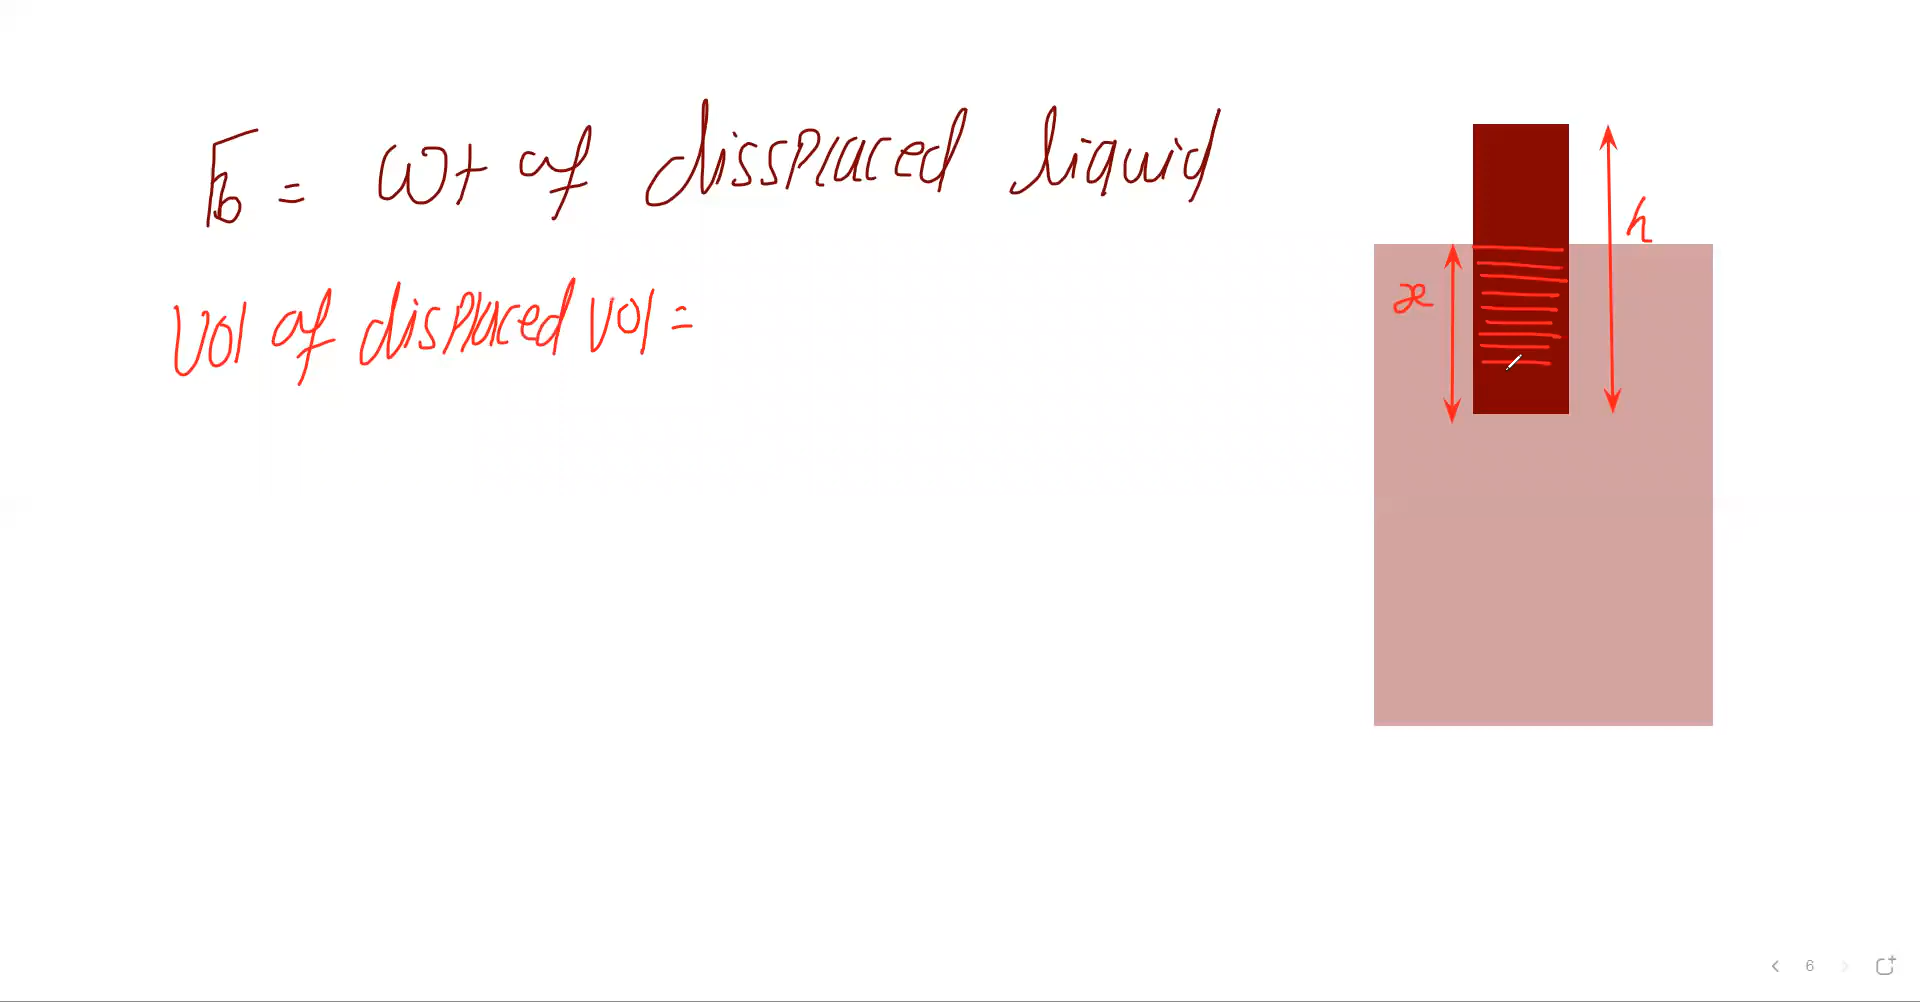 Fb = wt of dissplaced liquid
Vol of displaced vol =
h
x
6